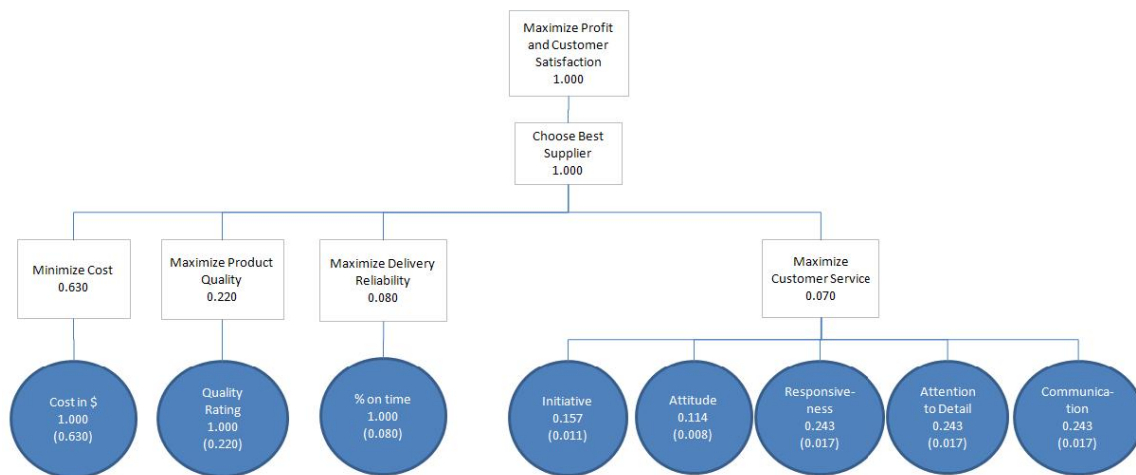 Maximize Profit
and Customer
Satisfaction
1.000
Choose Best
Supplier
1.000
Minimize Cost
0.630
Maximize Product
Quality
0.220
Maximize Delivery
Reliability
0.080
Maximize
Customer Service
0.070
Cost in $
1.000
(0.630)
Quality
Rating
1.000
(0.220)
% on time
1.000
(0.080)
Initiative
0.157
(0.011)
Attitude
0.114
(0.008)
Responsive-
ness
0.243
(0.017)
Attention
to Detail
0.243
(0.017)
Communica-
tion
0.243
(0.017)